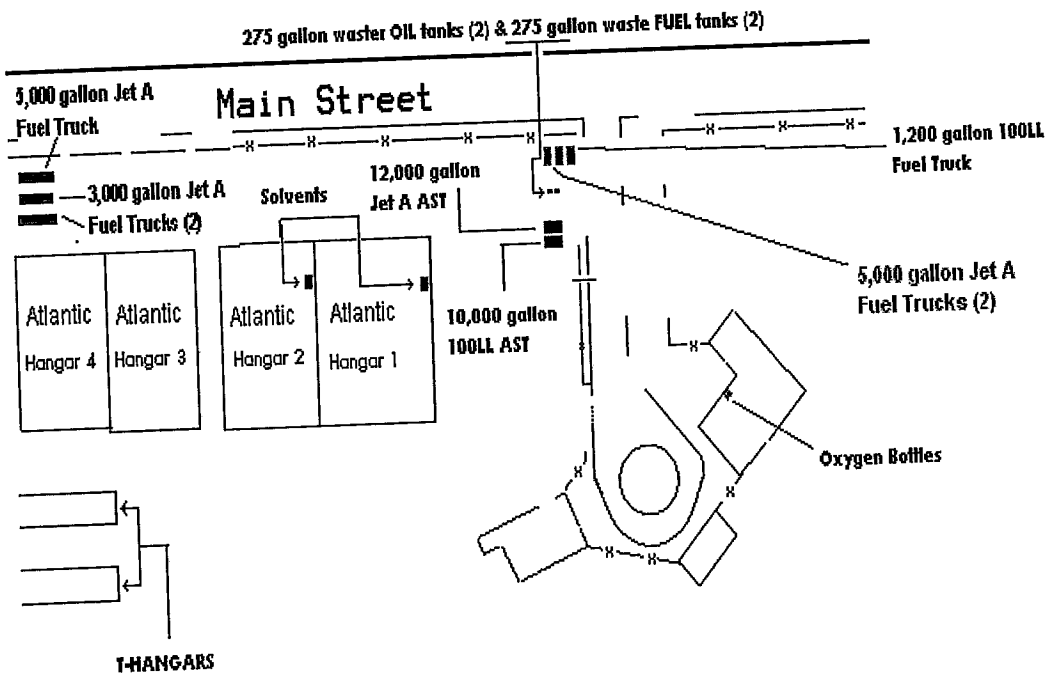 275 gallon waster OIL tanks (2) & 275 gallon waste FUEL tanks (2)
5,000 gallon Jet A
Fuel Truck
Main Street
1,200 gallon 100LL
Fuel Truck
12,000 gallon
Jet A AST
3,000 gallon Jet A
Fuel Trucks (2)
Solvents
5,000 gallon Jet A
Fuel Trucks (2)
Atlantic
Hangar 4
Atlantic
Hangar 3
Atlantic
Hangar 2
Atlantic
Hangar 1
10,000 gallon
100LL AST
Oxygen Bottles
T-HANGARS